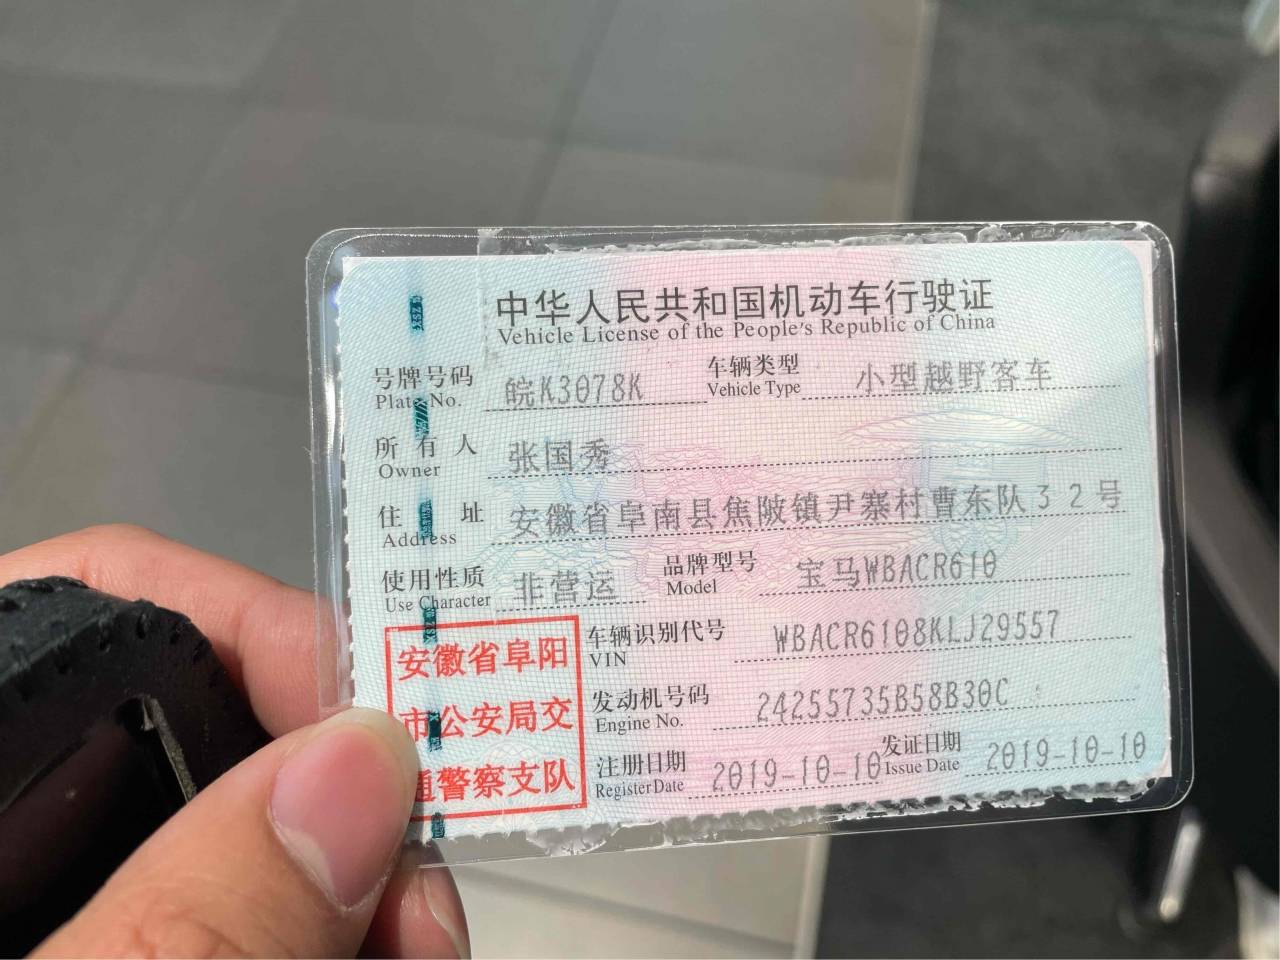 中华人民共和国机动车行驶证
Vehicle License of the People's Republic of China
号牌号码 皖K3078K 车辆类型 小型越野客车
Plate No. Vehicle Type
所有人 张国秀
Owner
住址 安徽省阜南县焦陂镇尹寨村曹东队32号
Address
使用性质 非营运 品牌型号 宝马WBACR610
Use Character Model
车辆识别代号 WBACR6108KLJ29557
VIN
发动机号码 24255735B58B30C
Engine No.
注册日期 2019-10-10 发证日期 2019-10-10
Register Date Issue Date
安徽省阜阳
市公安局交
通警察支队